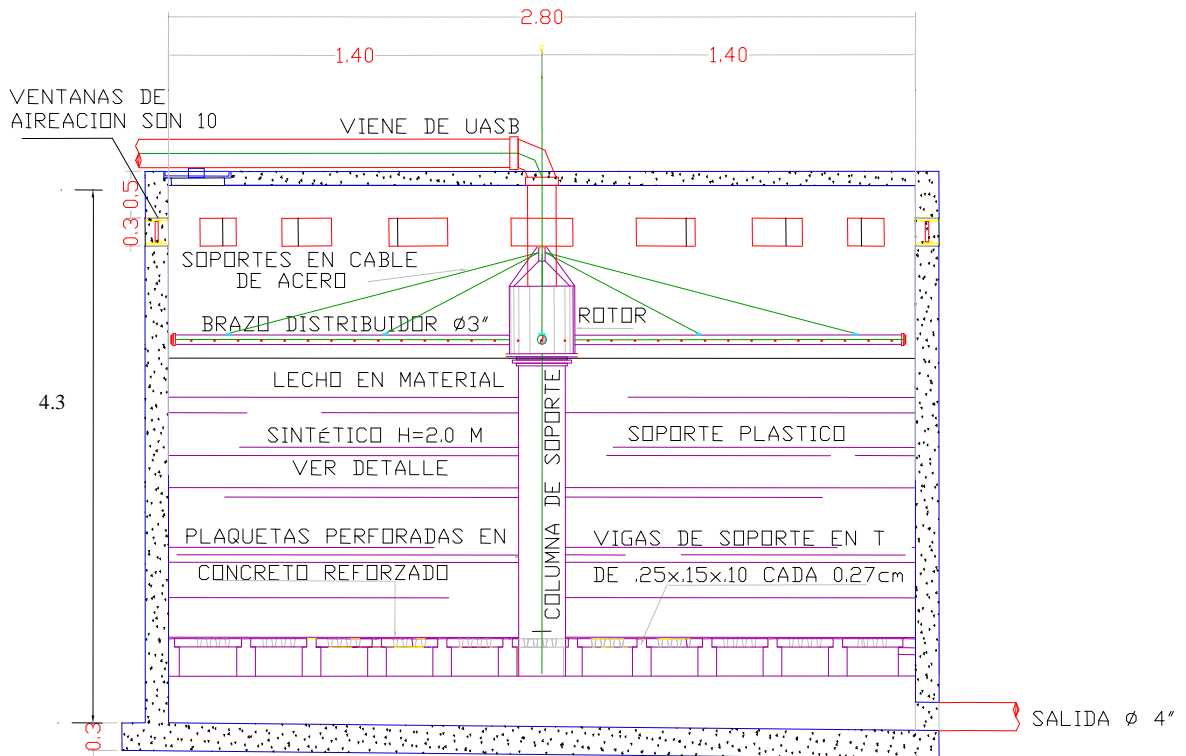 2.80
1.40
1.40
VENTANAS DE
AIREACION SON 10
VIENE DE UASB
0.5
0.3
SOPORTES EN CABLE
DE ACERO
BRAZO DISTRIBUIDOR Ø3"
ROTOR
4.3
LECHO EN MATERIAL
SINTéTICO H=2.0 M
SOPORTE PLASTICO
VER DETALLE
COLUMNA DE SOPORTE
PLAQUETAS PERFORADAS EN
CONCRETO REFORZADO
VIGAS DE SOPORTE EN T
DE .25x.15x.10 CADA 0.27cm
SALIDA Ø 4"
0.3